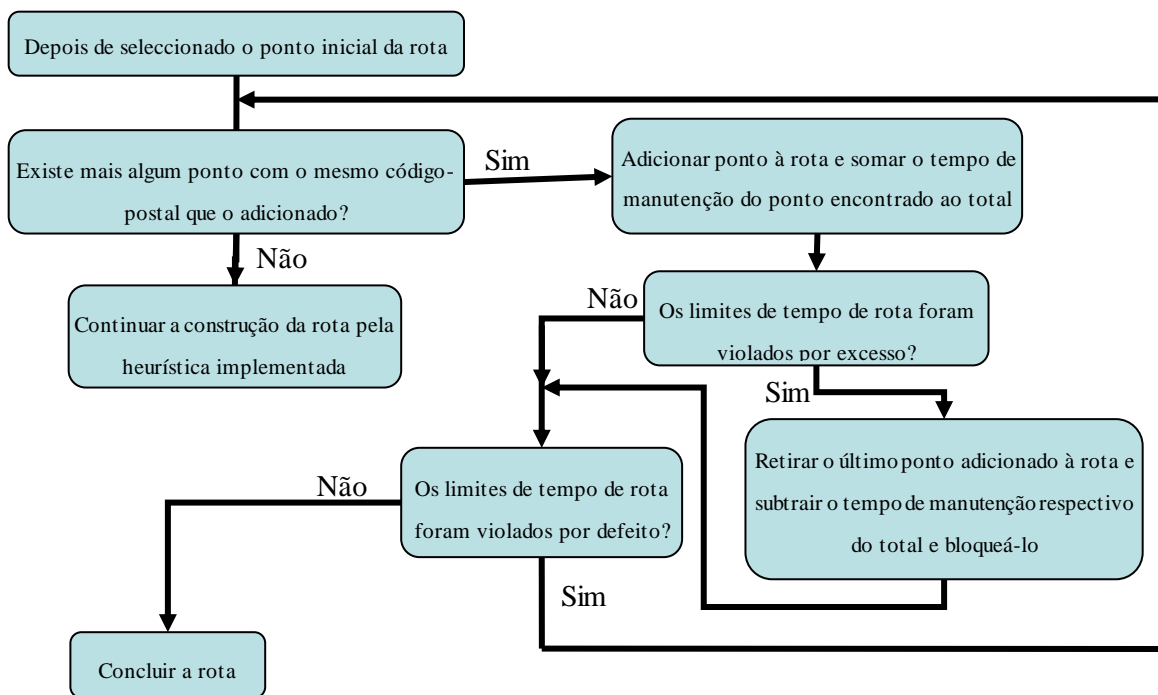 Depois de seleccionado o ponto inicial da rota
Existe mais algum ponto com o mesmo código-
postal que o adicionado?
Sim
Adicionar ponto à rota e somar o tempo de
manutenção do ponto encontrado ao total
Não
Continuar a construção da rota pela
heurística implementada
Não
Os limites de tempo de rota foram
violados por excesso?
Sim
Retirar o último ponto adicionado à rota e
subtrair o tempo de manutenção respectivo
do total e bloqueá-lo
Não
Os limites de tempo de rota
foram violados por defeito?
Sim
Concluir a rota